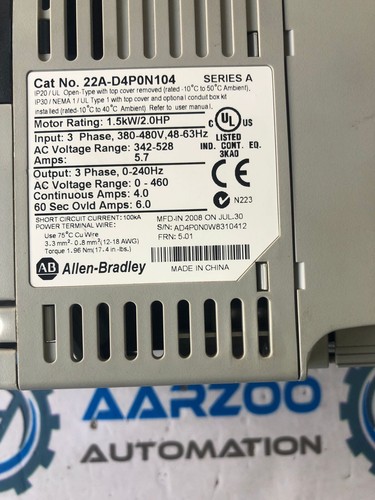 Cat No. 22A-D4P0N104 SERIES A
IP20 / UL Open-Type with top cover removed (rated -10°C to 50°C Ambient)
IP30 / NEMA 1 / UL Type 1 with top cover and optional conduit box kit
installed (rated -10°C to 40°C Ambient). Refer to user manual.
Motor Rating: 1.5kW/2.0HP
Input: 3 Phase, 380-480V, 48-63Hz
AC Voltage Range: 342-528
Amps: 5.7
Output: 3 Phase, 0-240Hz
AC Voltage Range: 0 - 460
Continuous Amps: 4.0
60 Sec Ovld Amps: 6.0
C UL US
LISTED
IND. CONT. EQ.
3KA0
CE
N223
SHORT CIRCUIT CURRENT: 100kA
POWER TERMINAL WIRE:
Use 75°C Cu Wire
3.3 mm²- 0.8 mm² (12-18 AWG)
Torque 1.96 Nm (17.4 in-lbs.)
MFD-IN 2008 ON JUL.30
S/N: AD4P0N0W8310412
FRN: 5.01
AB Allen-Bradley
MADE IN CHINA
AARZOO
AUTOMATION